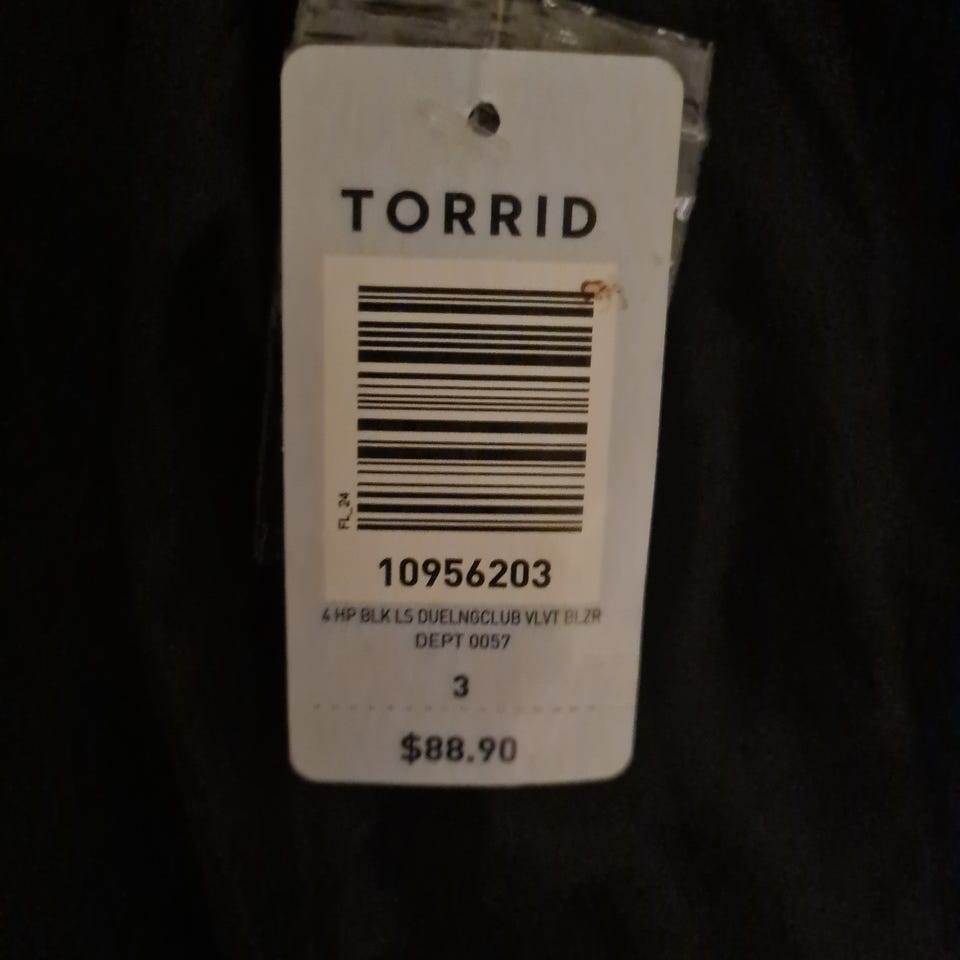 TORRID
FL_24
10956203
4 HP BLK LS DUELNGCLUB VLVT BLZR
DEPT 0057
3
$88.90